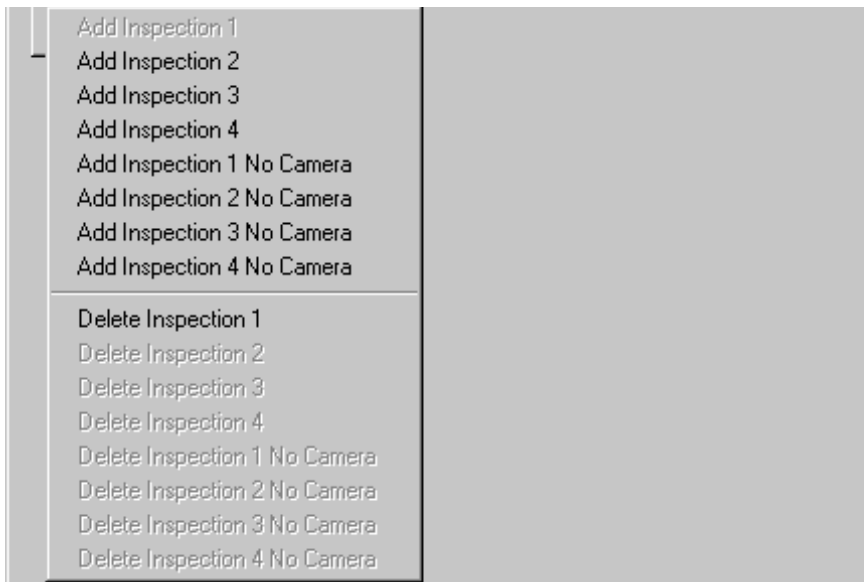 Add Inspection 1
Add Inspection 2
Add Inspection 3
Add Inspection 4
Add Inspection 1 No Camera
Add Inspection 2 No Camera
Add Inspection 3 No Camera
Add Inspection 4 No Camera
Delete Inspection 1
Delete Inspection 2
Delete Inspection 3
Delete Inspection 4
Delete Inspection 1 No Camera
Delete Inspection 2 No Camera
Delete Inspection 3 No Camera
Delete Inspection 4 No Camera